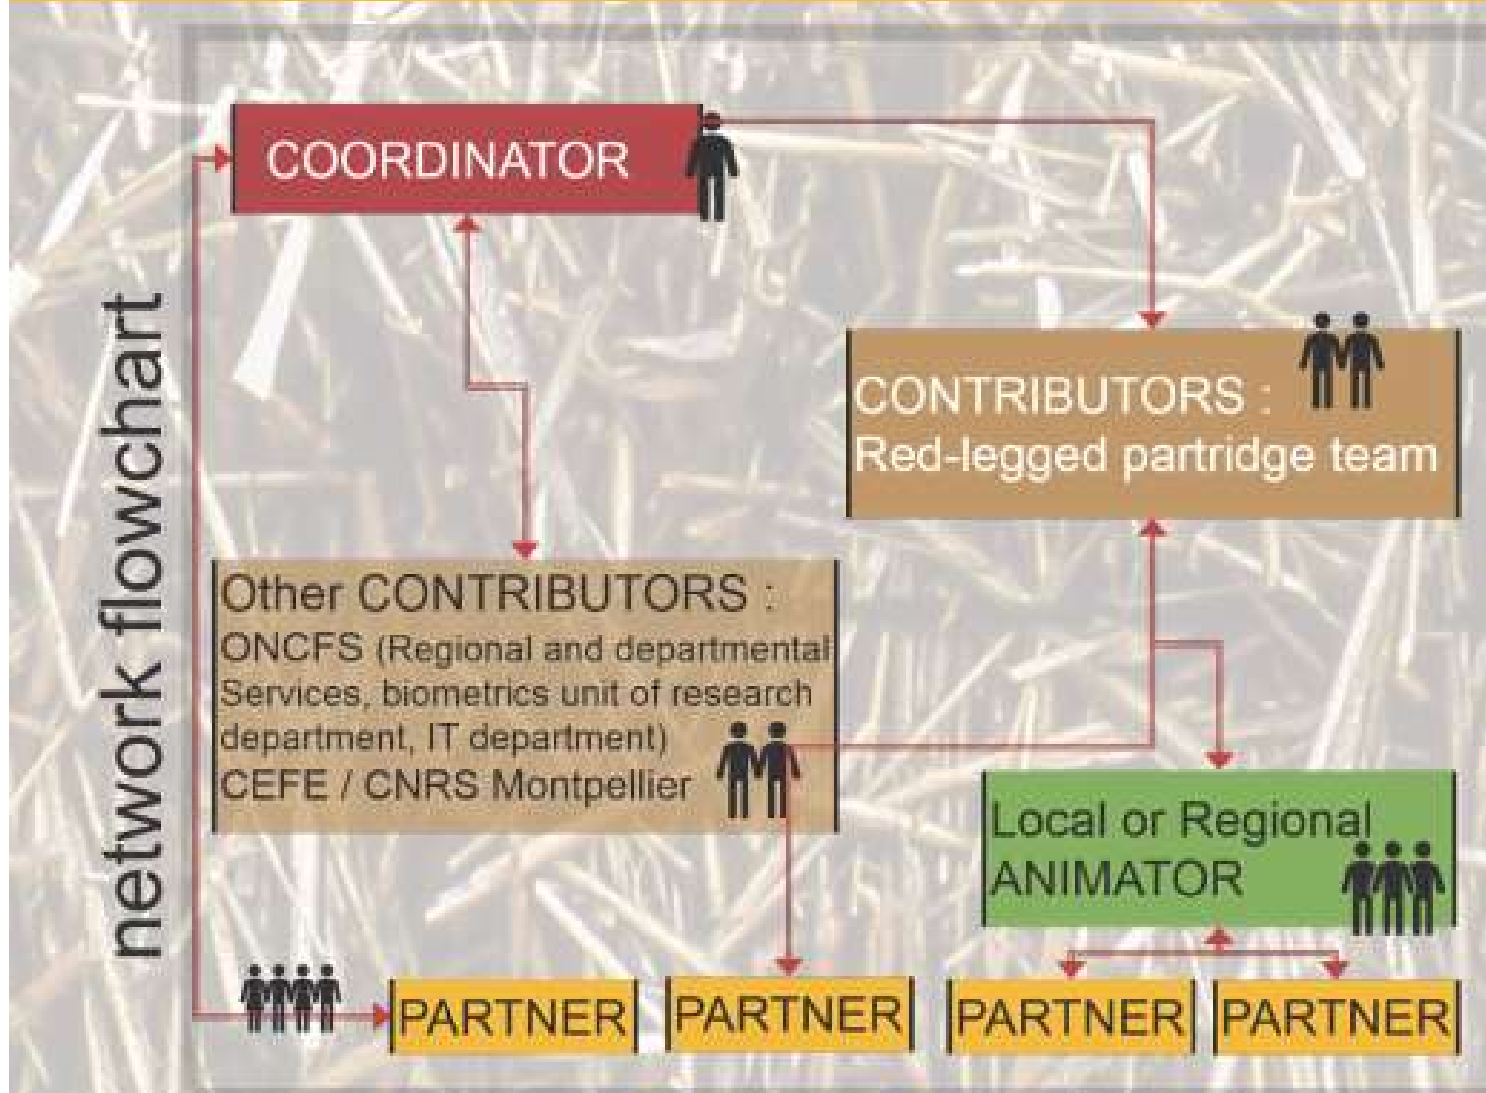 network flowchart
COORDINATOR
CONTRIBUTORS :
Red-legged partridge team
Other CONTRIBUTORS :
ONCFS (Regional and departmental
Services, biometrics unit of research
department, IT department)
CEFE / CNRS Montpellier
Local or Regional
ANIMATOR
PARTNER
PARTNER
PARTNER
PARTNER